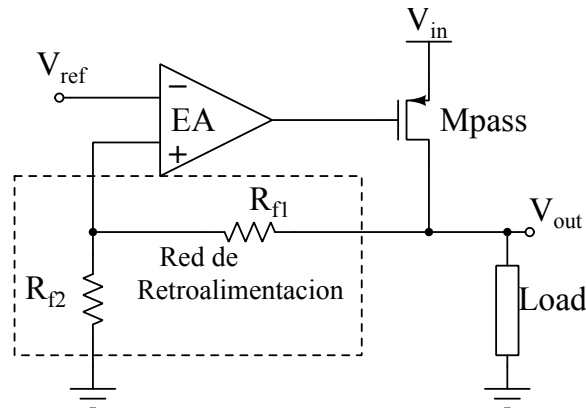 V_in
V_ref
−
EA
+
Mpass
R_f1
V_out
Red de
Retroalimentacion
R_f2
Load